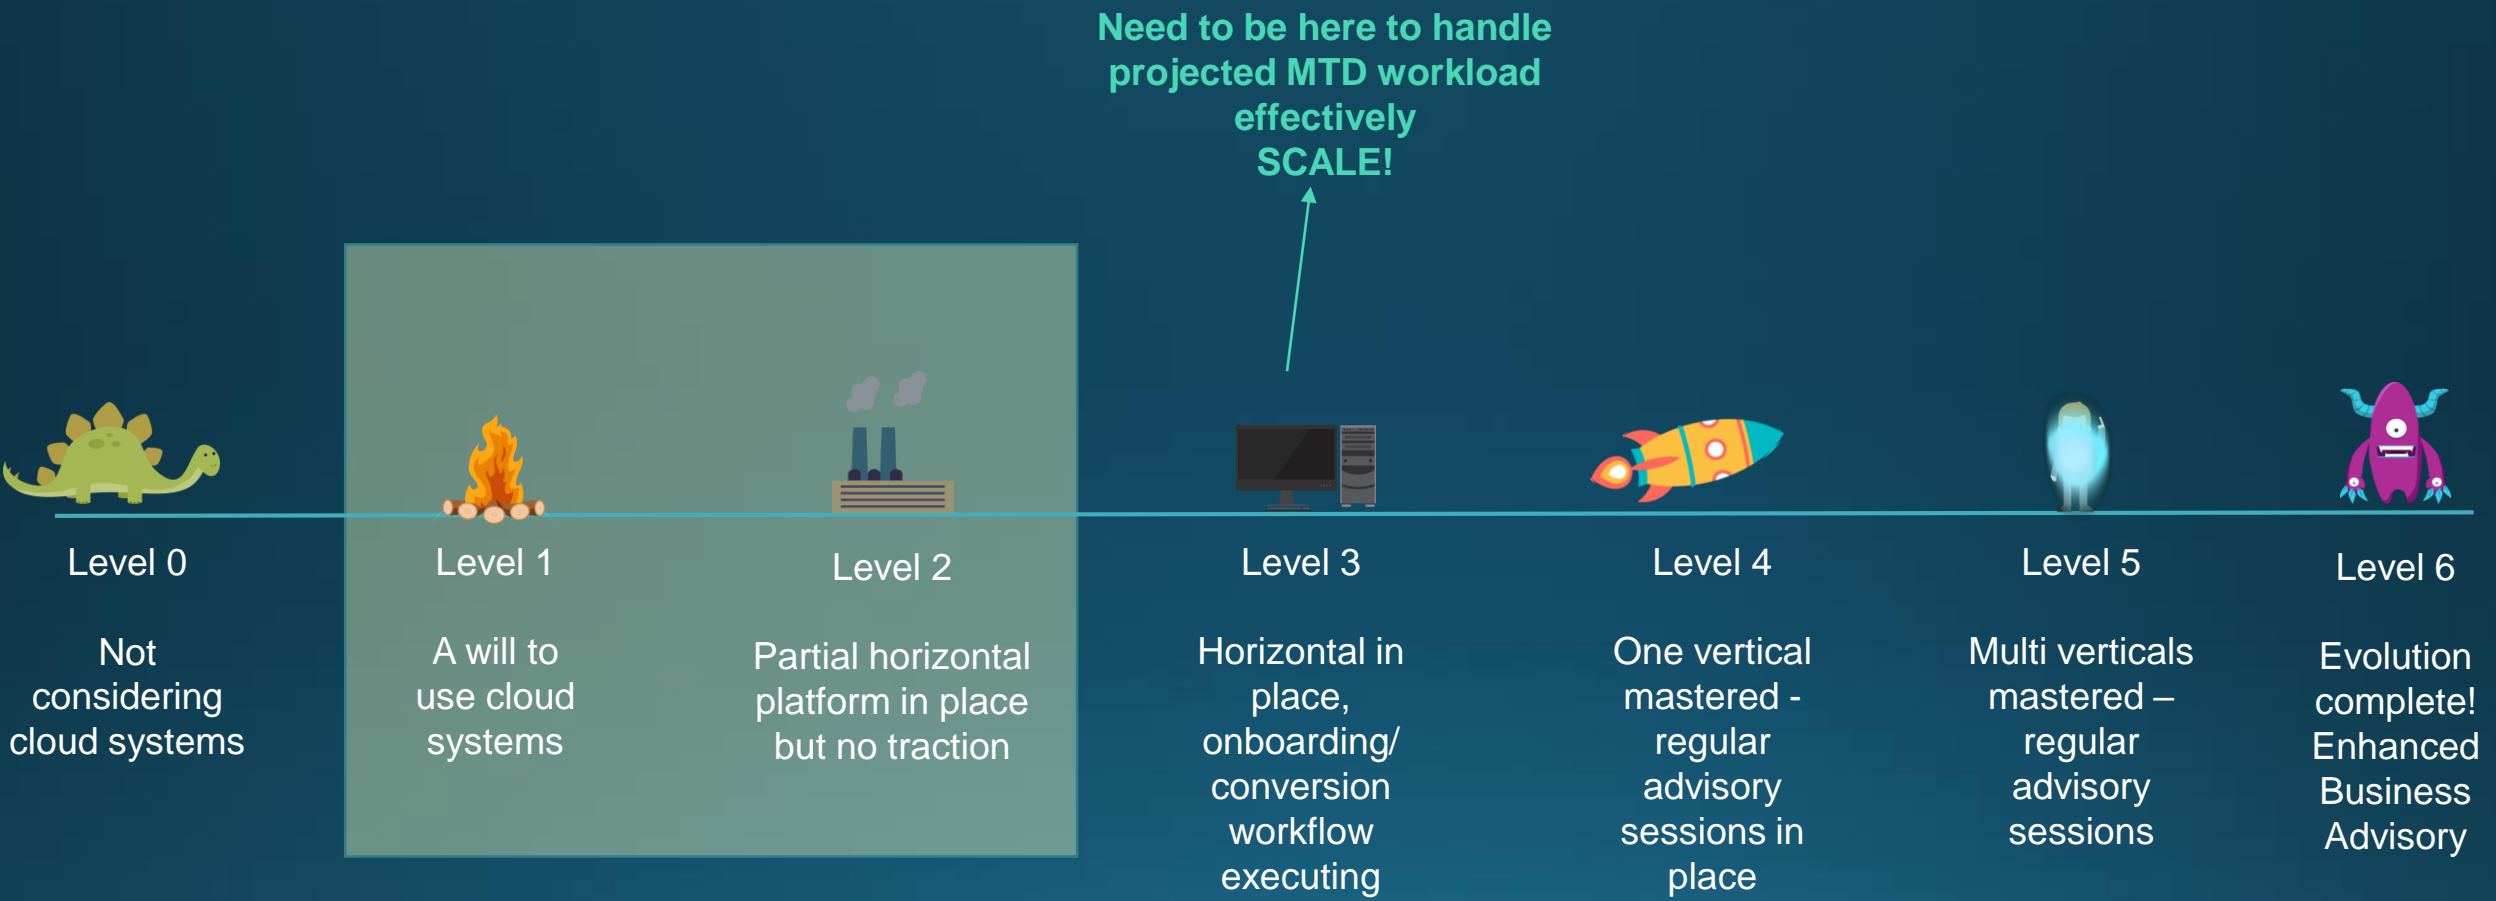 Need to be here to handle
projected MTD workload
effectively
SCALE!
Level 0
Not
considering
cloud systems
Level 1
A will to
use cloud
systems
Level 2
Partial horizontal
platform in place
but no traction
Level 3
Horizontal in
place,
onboarding/
conversion
workflow
executing
Level 4
One vertical
mastered -
regular
advisory
sessions in
place
Level 5
Multi verticals
mastered –
regular
advisory
sessions
Level 6
Evolution
complete!
Enhanced
Business
Advisory